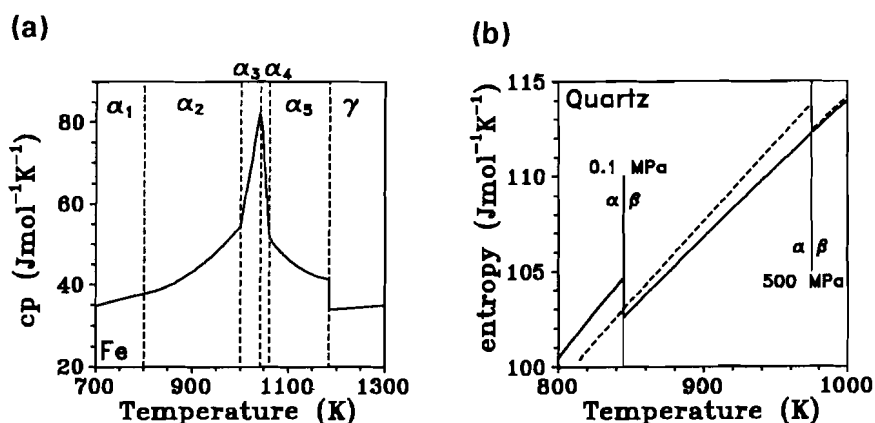 (a)
α₃ α₄
α₁ α₂ α₅ γ
80
60
40
20
cp (Jmol⁻¹K⁻¹)
Fe
700 900 1100 1300
Temperature (K)
(b)
115
110
105
100
entropy (Jmol⁻¹K⁻¹)
Quartz
0.1 MPa
α β
α β
500 MPa
800 900 1000
Temperature (K)